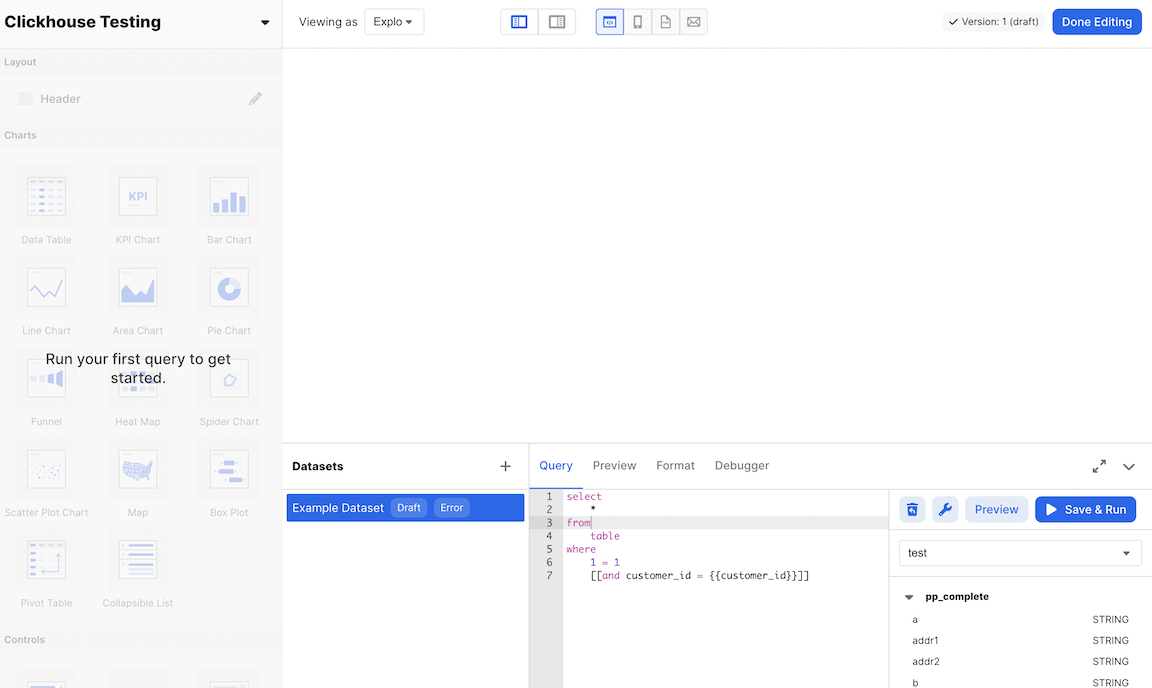 Clickhouse Testing
Viewing as Explo
Version: 1 (draft)
Done Editing
Layout
Header
Charts
KPI
Data Table
KPI Chart
Bar Chart
Line Chart
Area Chart
Pie Chart
Run your first query to get
started.
Funnel
Heat Map
Spider Chart
Scatter Plot Chart
Map
Box Plot
Pivot Table
Collapsible List
Controls
Datasets
Example Dataset Draft Error
Query Preview Format Debugger
1 select
2 *
3 from
4 table
5 where
6 1 = 1
7 [[and customer_id = {{customer_id}}]]
Preview
Save & Run
test
pp_complete
a STRING
addr1 STRING
addr2 STRING
b STRING